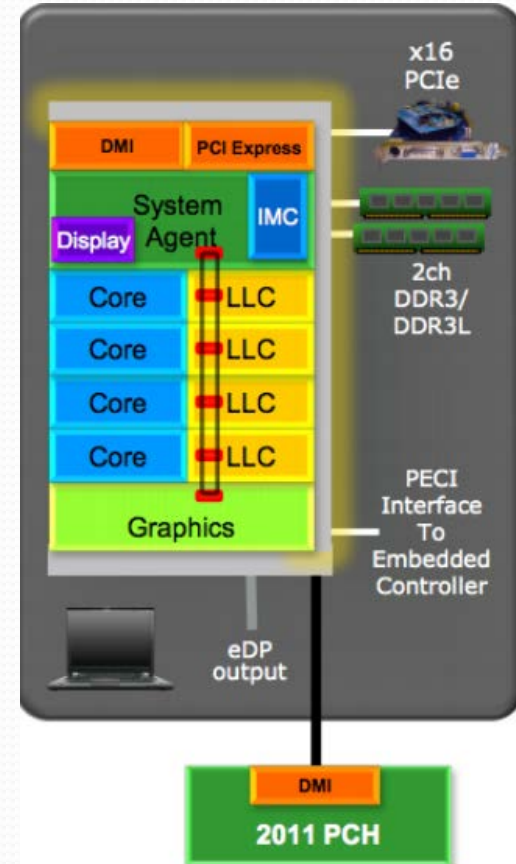 x16
PCIe
DMI
PCI Express
System
Agent
IMC
Display
2ch
DDR3/
DDR3L
Core
LLC
Core
LLC
Core
LLC
Core
LLC
Graphics
PECI
Interface
To
Embedded
Controller
eDP
output
DMI
2011 PCH